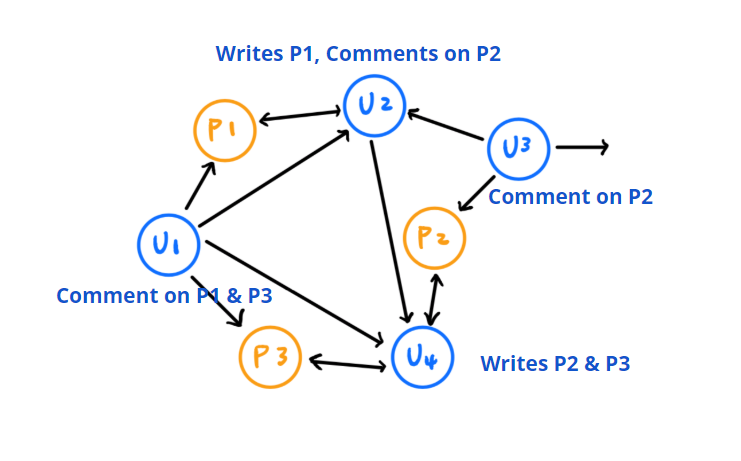 Writes P1, Comments on P2
U2
P1
U3
Comment on P2
P2
U1
Comment on P1 & P3
P3
U4
Writes P2 & P3